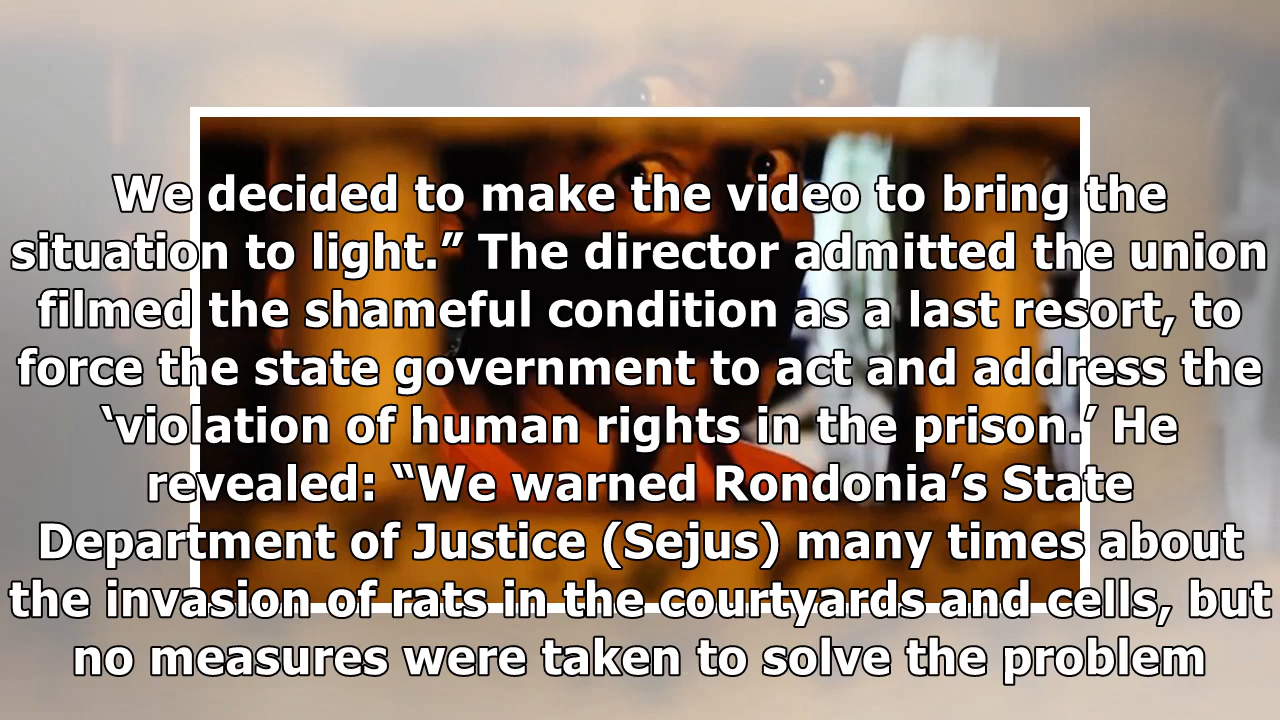 We decided to make the video to bring the
situation to light.” The director admitted the union
filmed the shameful condition as a last resort, to
force the state government to act and address the
‘violation of human rights in the prison.’ He
revealed: “We warned Rondonia’s State
Department of Justice (Sejus) many times about
the invasion of rats in the courtyards and cells, but
no measures were taken to solve the problem